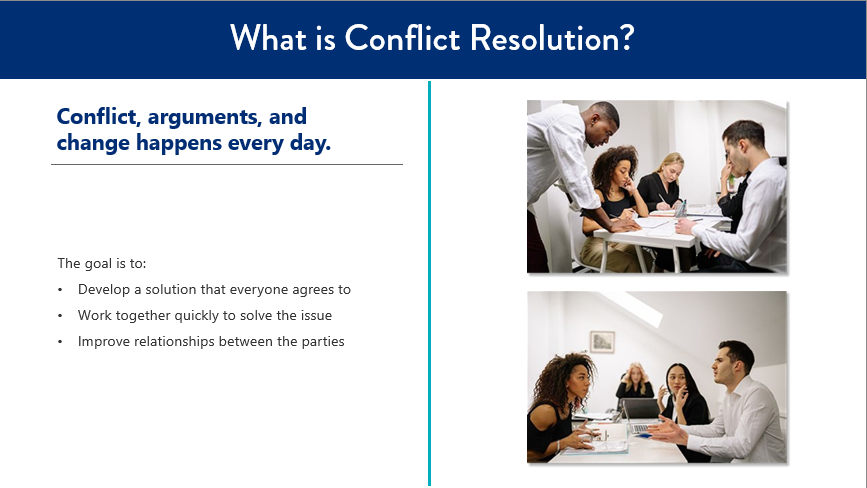 What is Conflict Resolution?
Conflict, arguments, and
change happens every day.
The goal is to:
• Develop a solution that everyone agrees to
• Work together quickly to solve the issue
• Improve relationships between the parties